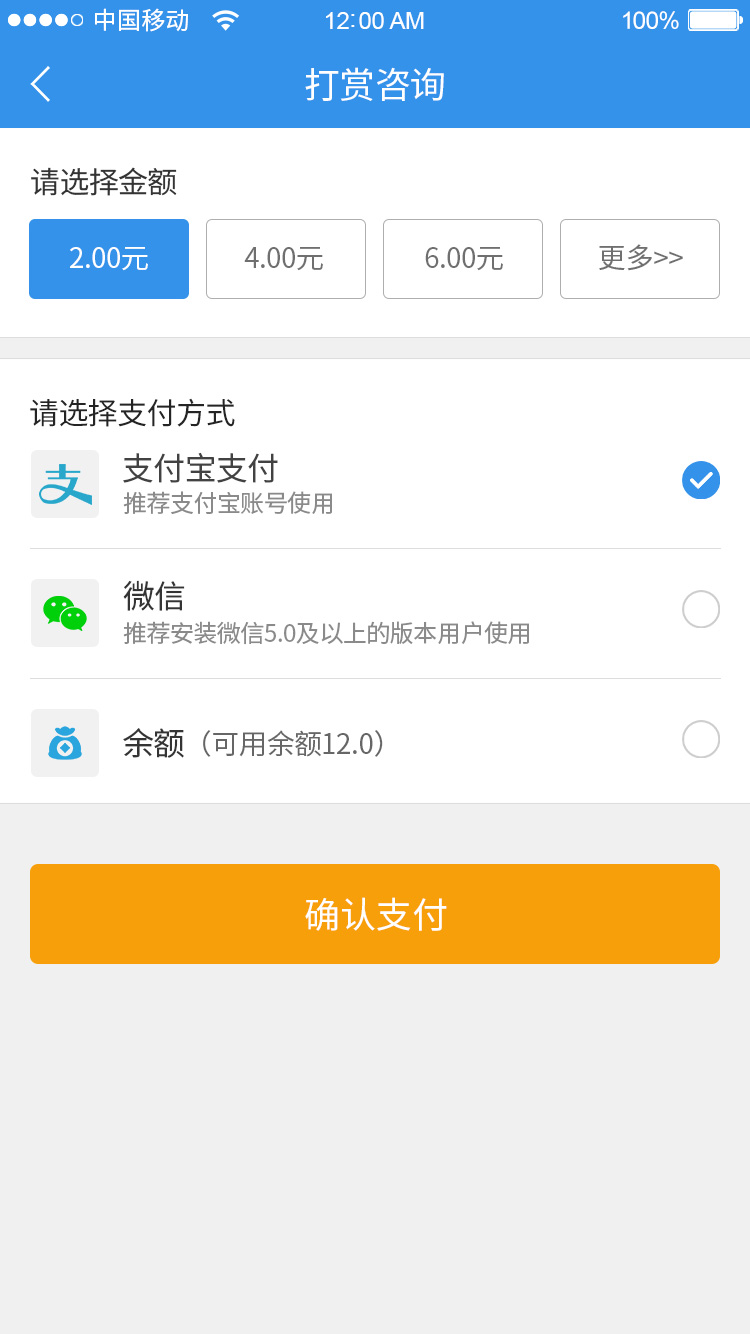 中国移动 12:00 AM 100%
打赏咨询
请选择金额
2.00元 4.00元 6.00元 更多>>
请选择支付方式
支付宝支付
推荐支付宝账号使用
微信
推荐安装微信5.0及以上的版本用户使用
余额（可用余额12.0）
确认支付